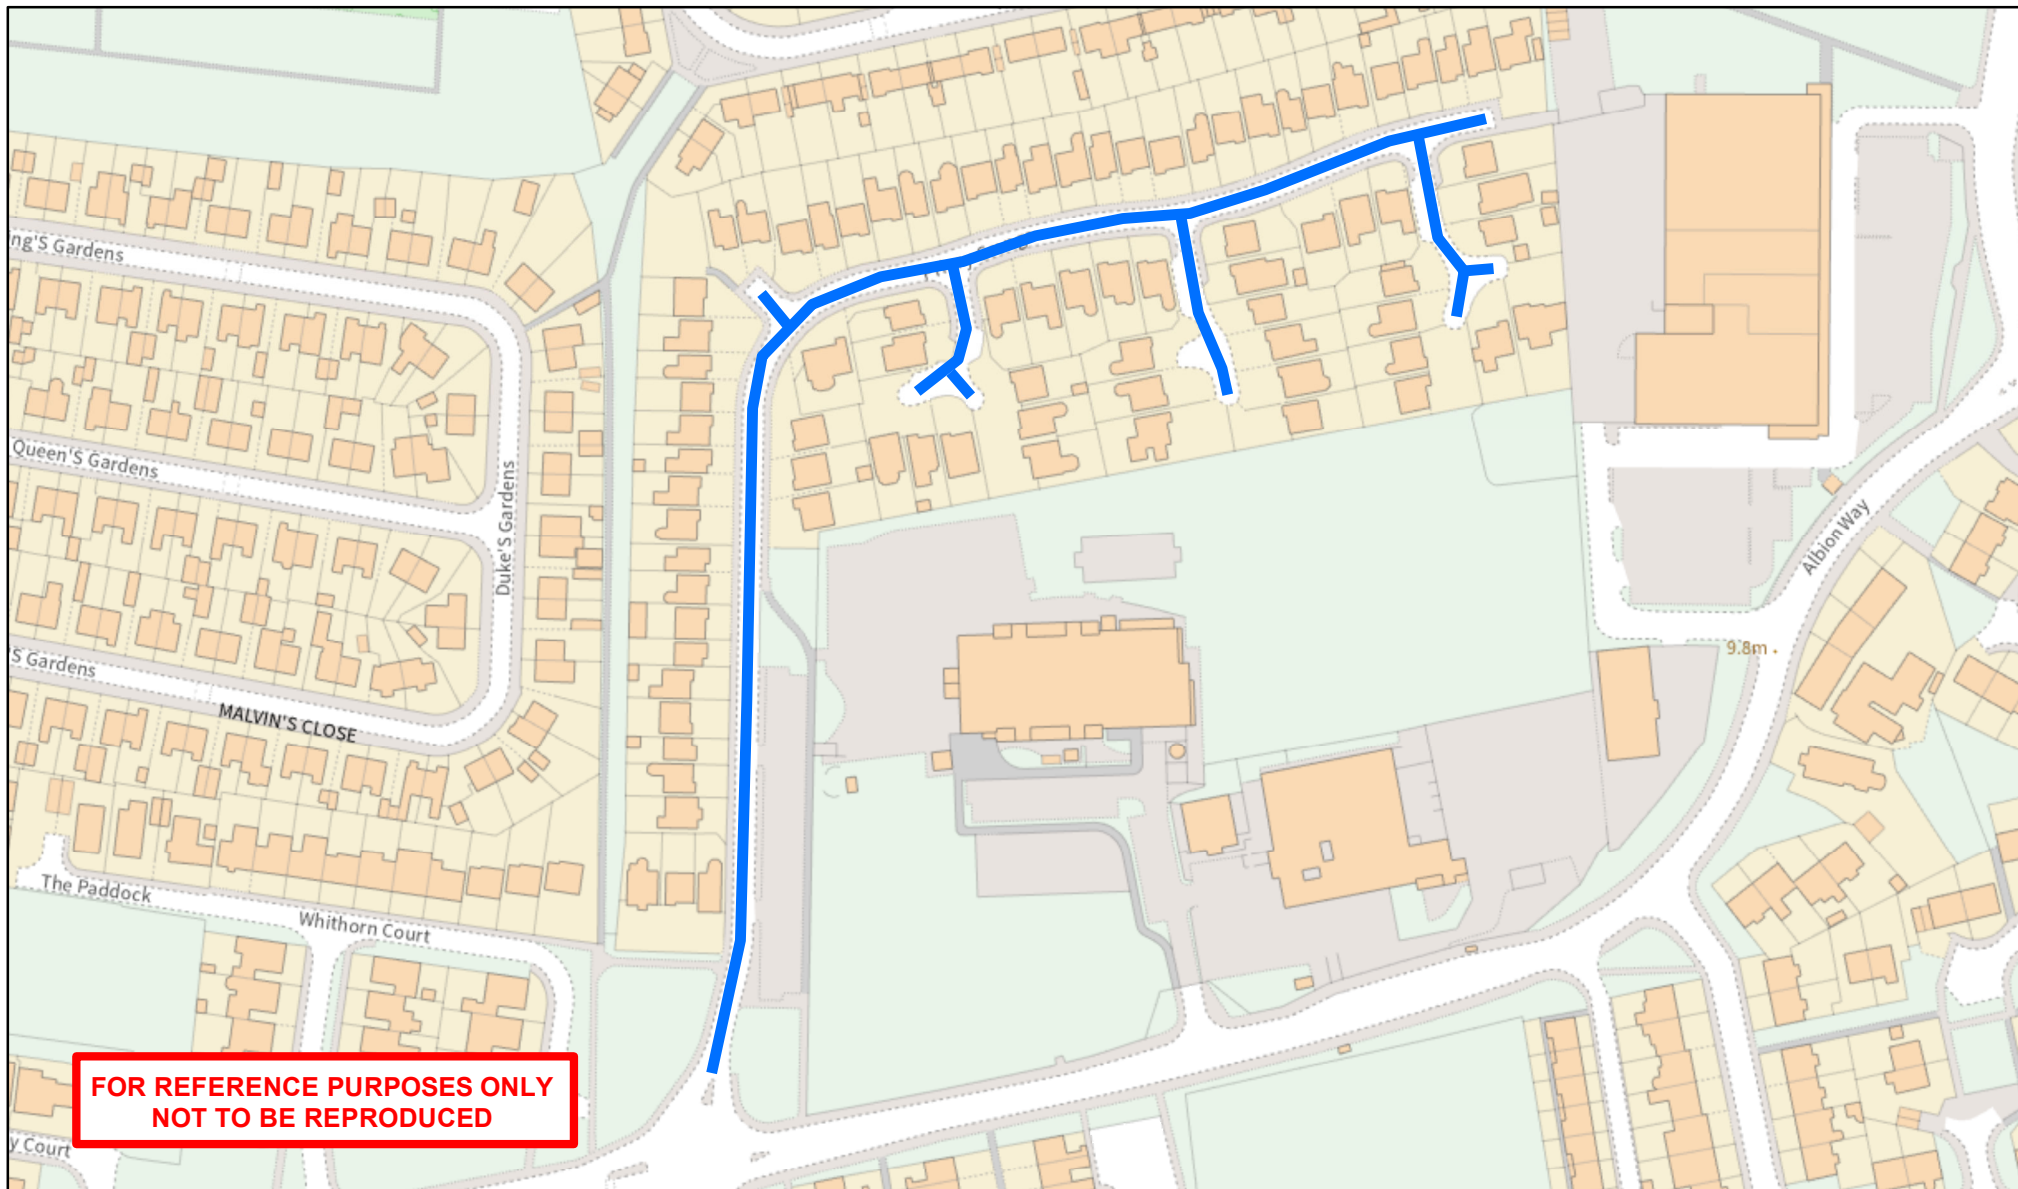 ng'S Gardens
Queen'S Gardens
Duke'S Gardens
S Gardens
MALVIN'S CLOSE
The Paddock
Whithorn Court
Albion Way
9.8m
FOR REFERENCE PURPOSES ONLY
NOT TO BE REPRODUCED
y Court